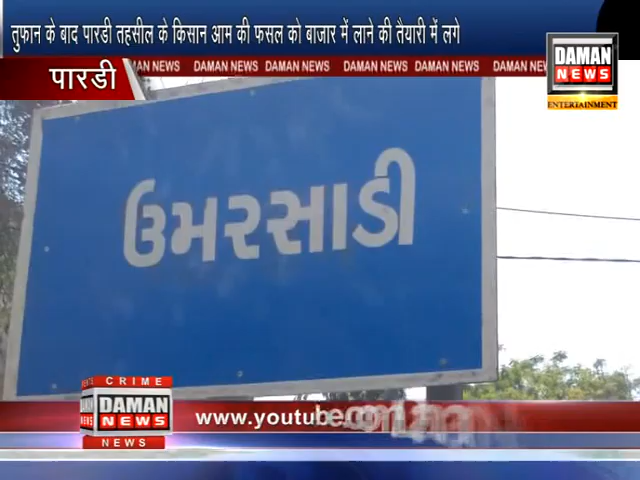 तुफान के बाद पारडी तहसील के किसान आम की फसल को बाजार में लाने की तैयारी में लगे
पारडी
NEWS DAMAN NEWS DAMAN NEWS DAMAN NEWS DAMAN NEWS DAMAN
DAMAN
NEWS
ENTERTAINMENT
ઉમરસાડી
CRIME
NEWS
DAMAN
NEWS
NEWS
www.youtube.com